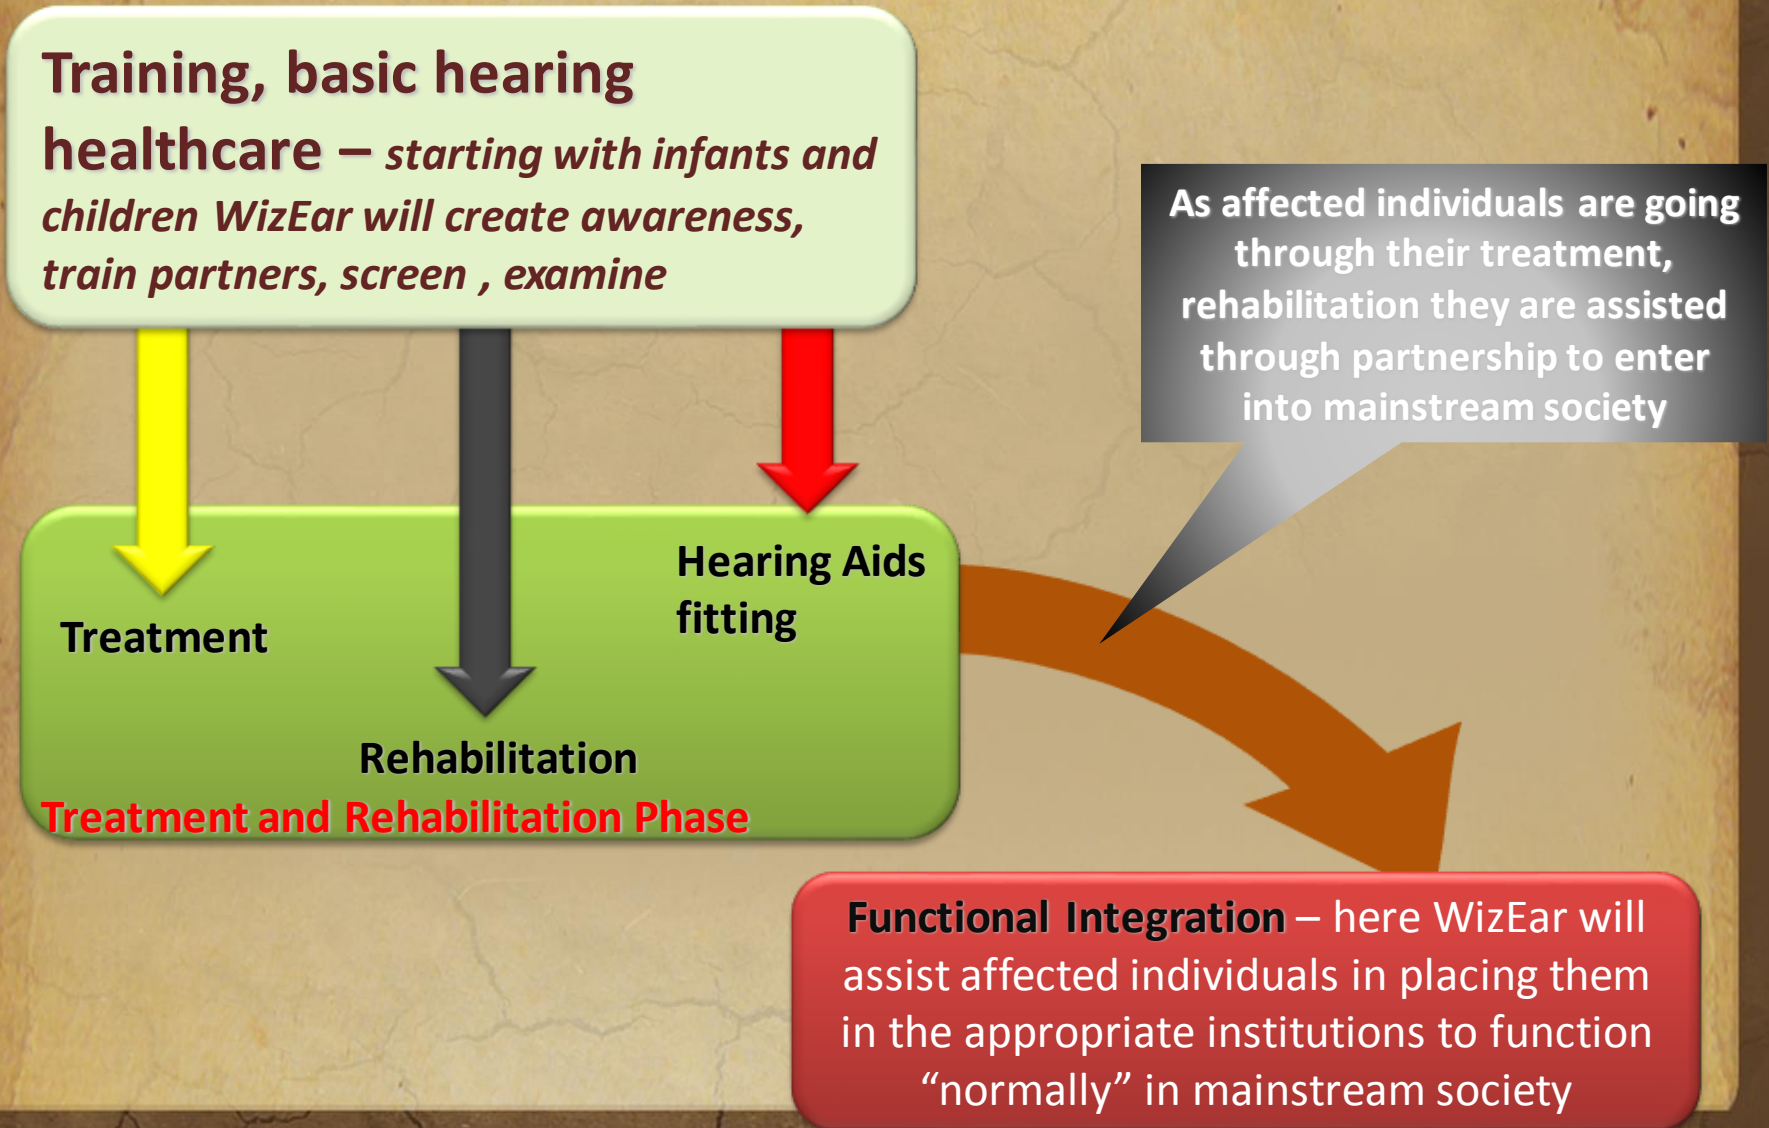 Training, basic hearing
healthcare – starting with infants and
children WizEar will create awareness,
train partners, screen , examine
As affected individuals are going
through their treatment,
rehabilitation they are assisted
through partnership to enter
into mainstream society
Hearing Aids
fitting
Treatment
Rehabilitation
Treatment and Rehabilitation Phase
Functional Integration – here WizEar will
assist affected individuals in placing them
in the appropriate institutions to function
“normally” in mainstream society